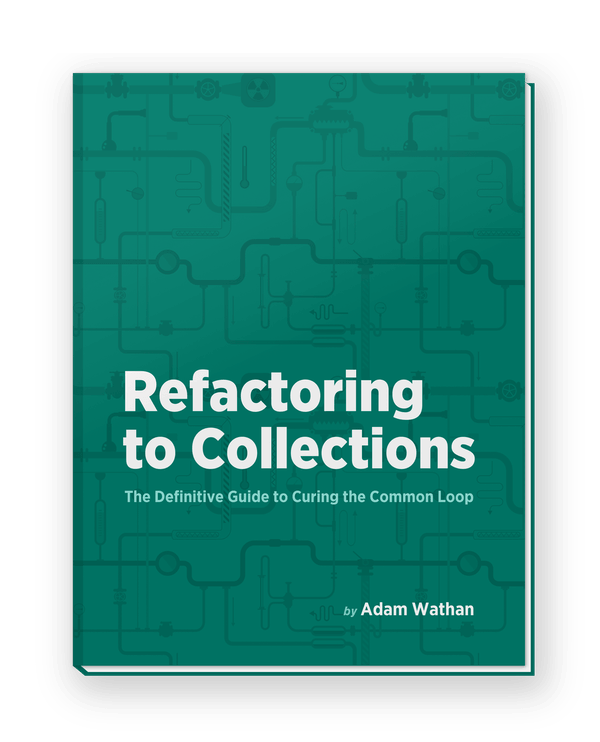 Refactoring
to Collections
The Definitive Guide to Curing the Common Loop
by Adam Wathan